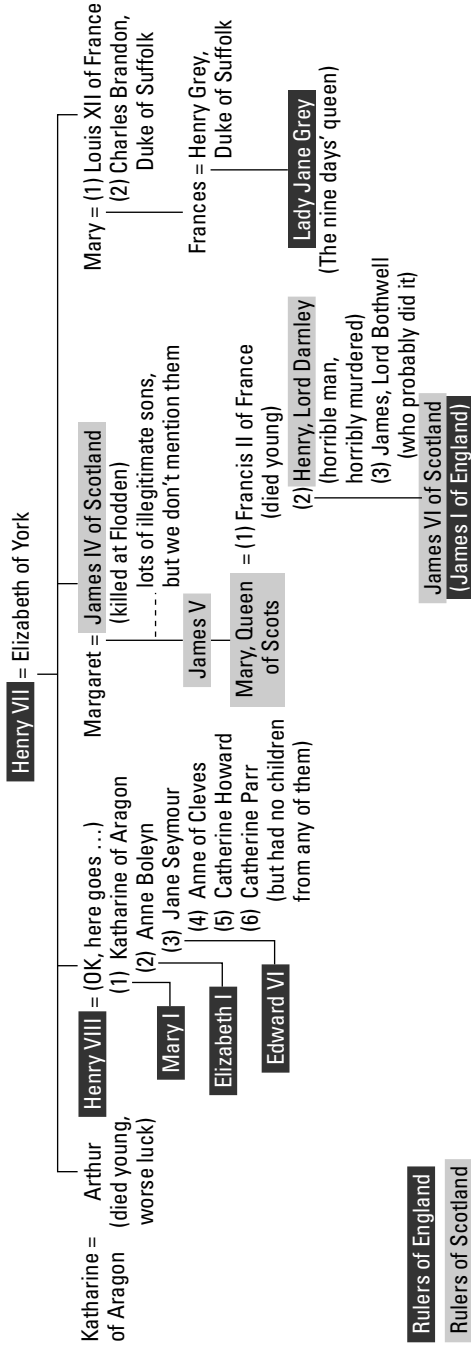 Henry VII = Elizabeth of York
Katharine =
of Aragon
Arthur
(died young,
worse luck)
Henry VIII = (OK, here goes ...)
(1) Katharine of Aragon
(2) Anne Boleyn
(3) Jane Seymour
(4) Anne of Cleves
(5) Catherine Howard
(6) Catherine Parr
(but had no children
from any of them)
Mary I
Elizabeth I
Edward VI
Margaret = James IV of Scotland
(killed at Flodden)
lots of illegitimate sons,
but we don't mention them
James V
Mary, Queen
of Scots
= (1) Francis II of France
(died young)
(2) Henry, Lord Darnley
(horrible man,
horribly murdered)
(3) James, Lord Bothwell
(who probably did it)
James VI of Scotland
(James I of England)
Mary = (1) Louis XII of France
(2) Charles Brandon,
Duke of Suffolk
Frances = Henry Grey,
Duke of Suffolk
Lady Jane Grey
(The nine days' queen)
Rulers of England
Rulers of Scotland